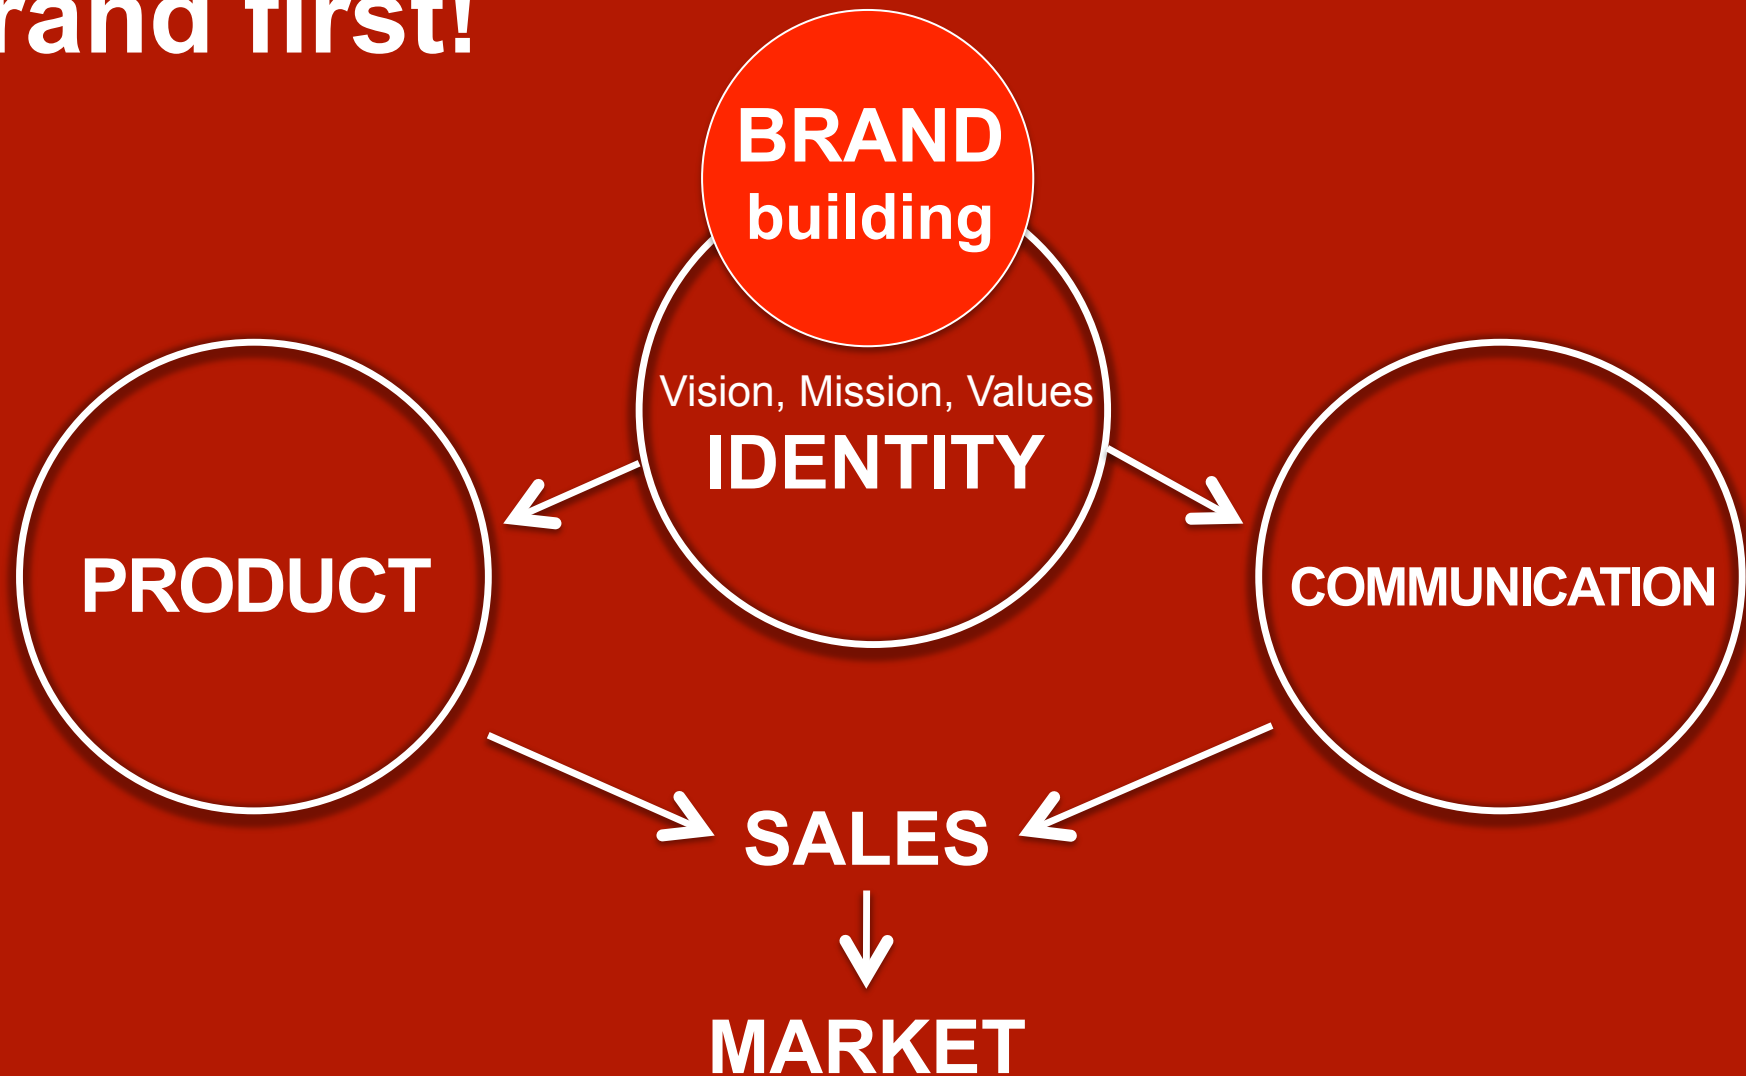 rand first!
BRAND
building
Vision, Mission, Values
IDENTITY
PRODUCT
COMMUNICATION
SALES
MARKET